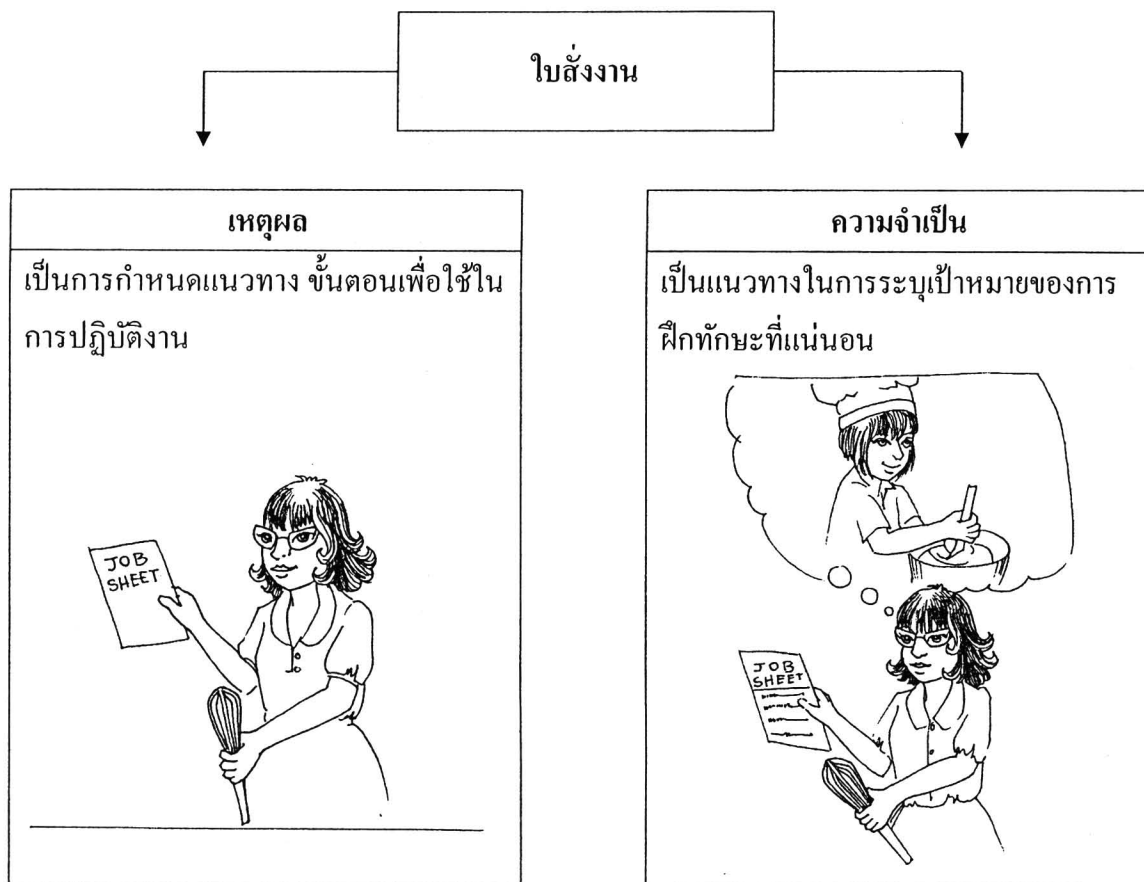 ใบสั่งงาน
เหตุผล
เป็นการกำหนดแนวทาง ขั้นตอนเพื่อใช้ใน
การปฏิบัติงาน
JOB
SHEET
ความจำเป็น
เป็นแนวทางในการระบุเป้าหมายของการ
ฝึกทักษะที่แน่นอน
JOB
SHEET